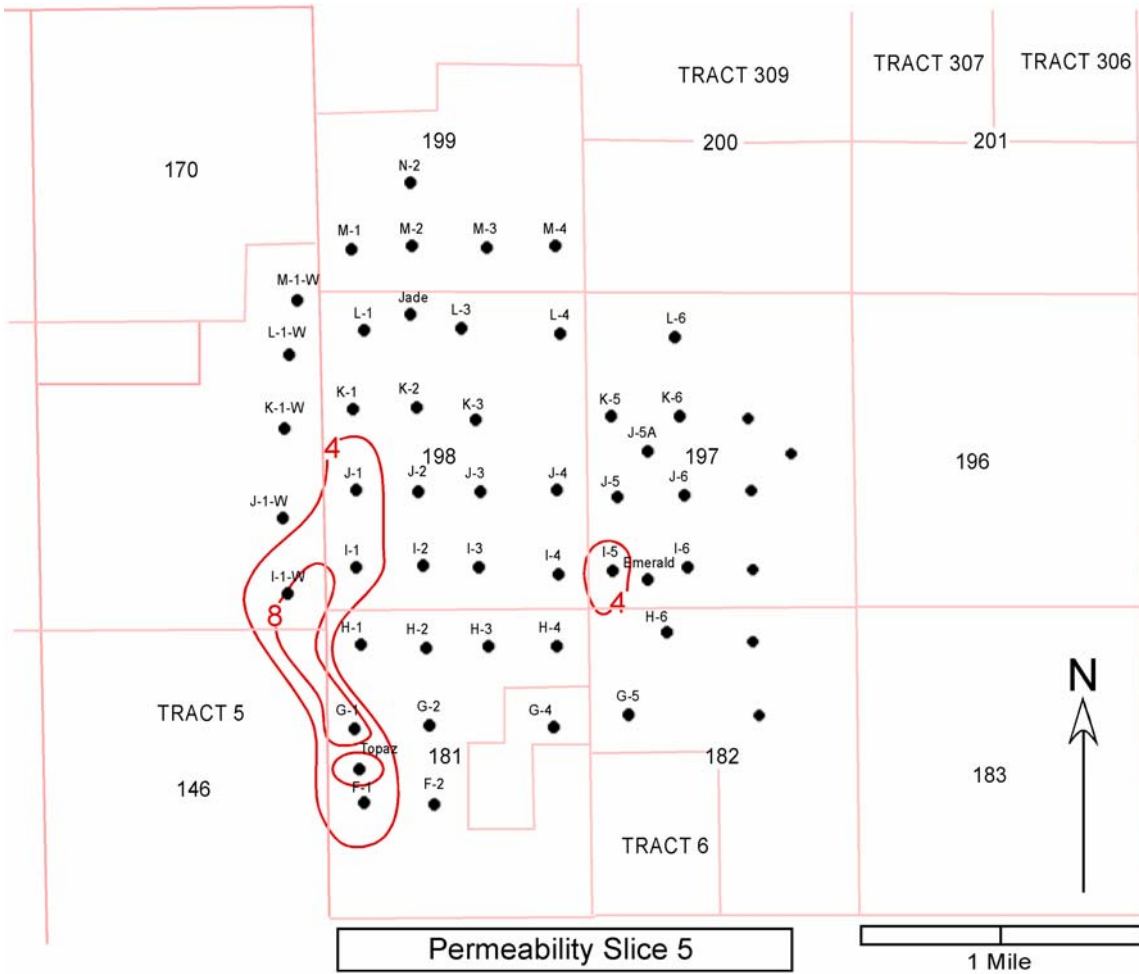 TRACT 309
TRACT 307
TRACT 306
199
200
201
170
N-2
M-1
M-2
M-3
M-4
M-1-W
Jade
L-1
L-3
L-4
L-6
L-1-W
K-1
K-2
K-3
K-5
K-6
K-1-W
J-5A
4
198
197
196
J-1
J-2
J-3
J-4
J-5
J-6
J-1-W
I-1
I-2
I-3
I-4
I-5
Emerald
I-6
I-1-W
8
4
H-1
H-2
H-3
H-4
H-6
TRACT 5
G-1
G-2
G-4
G-5
N
Topaz
181
182
183
146
F-1
F-2
TRACT 6
Permeability Slice 5
1 Mile